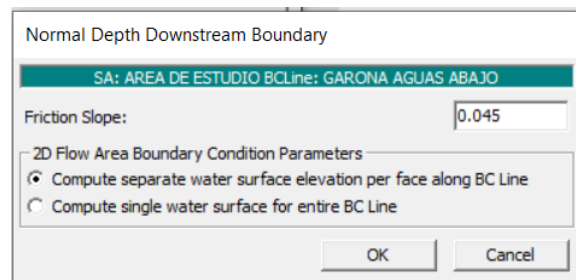 Normal Depth Downstream Boundary
SA: AREA DE ESTUDIO BCLine: GARONA AGUAS ABAJO
Friction Slope: 0.045
2D Flow Area Boundary Condition Parameters
Compute separate water surface elevation per face along BC Line
Compute single water surface for entire BC Line
OK Cancel